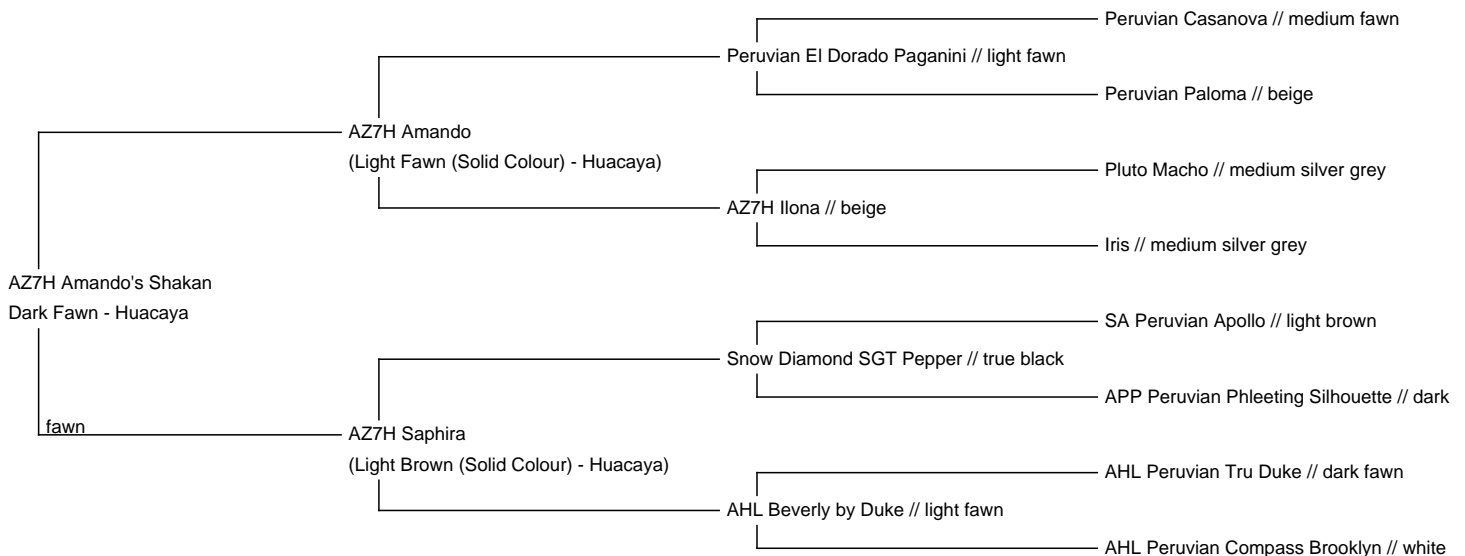 Peruvian Casanova // medium fawn
Peruvian El Dorado Paganini // light fawn
Peruvian Paloma // beige
AZ7H Amando
(Light Fawn (Solid Colour) - Huacaya)
Pluto Macho // medium silver grey
AZ7H Ilona // beige
Iris // medium silver grey
AZ7H Amando's Shakan
Dark Fawn - Huacaya
SA Peruvian Apollo // light brown
Snow Diamond SGT Pepper // true black
APP Peruvian Phleeting Silhouette // dark
fawn
AZ7H Saphira
(Light Brown (Solid Colour) - Huacaya)
AHL Peruvian Tru Duke // dark fawn
AHL Beverly by Duke // light fawn
AHL Peruvian Compass Brooklyn // white